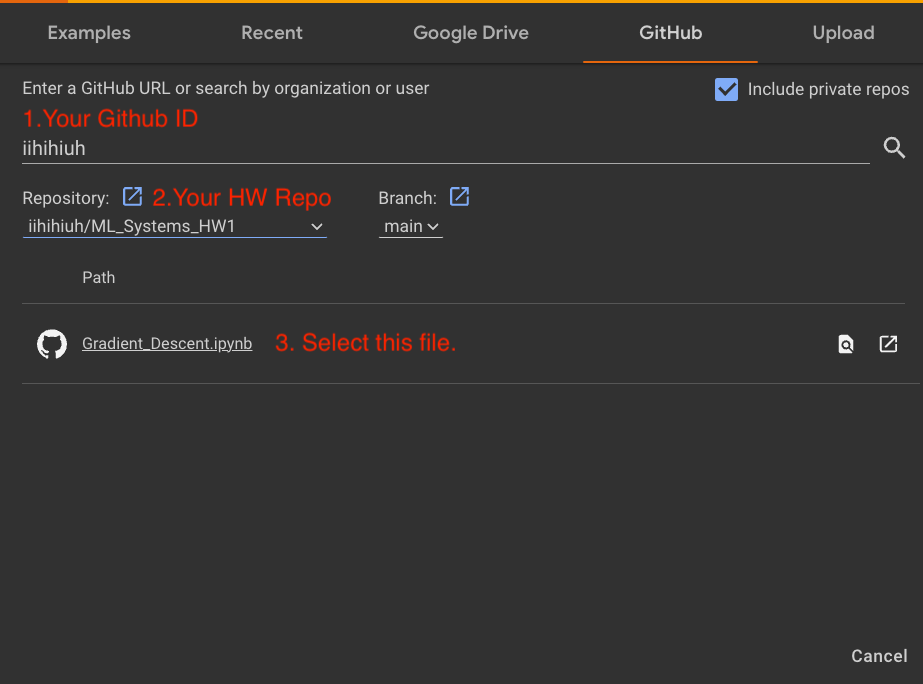 Examples Recent Google Drive GitHub Upload
Enter a GitHub URL or search by organization or user Include private repos
1.Your Github ID
iihihiuh
Repository: 2.Your HW Repo Branch:
iihihiuh/ML_Systems_HW1 main
Path
Gradient_Descent.ipynb 3. Select this file.
Cancel